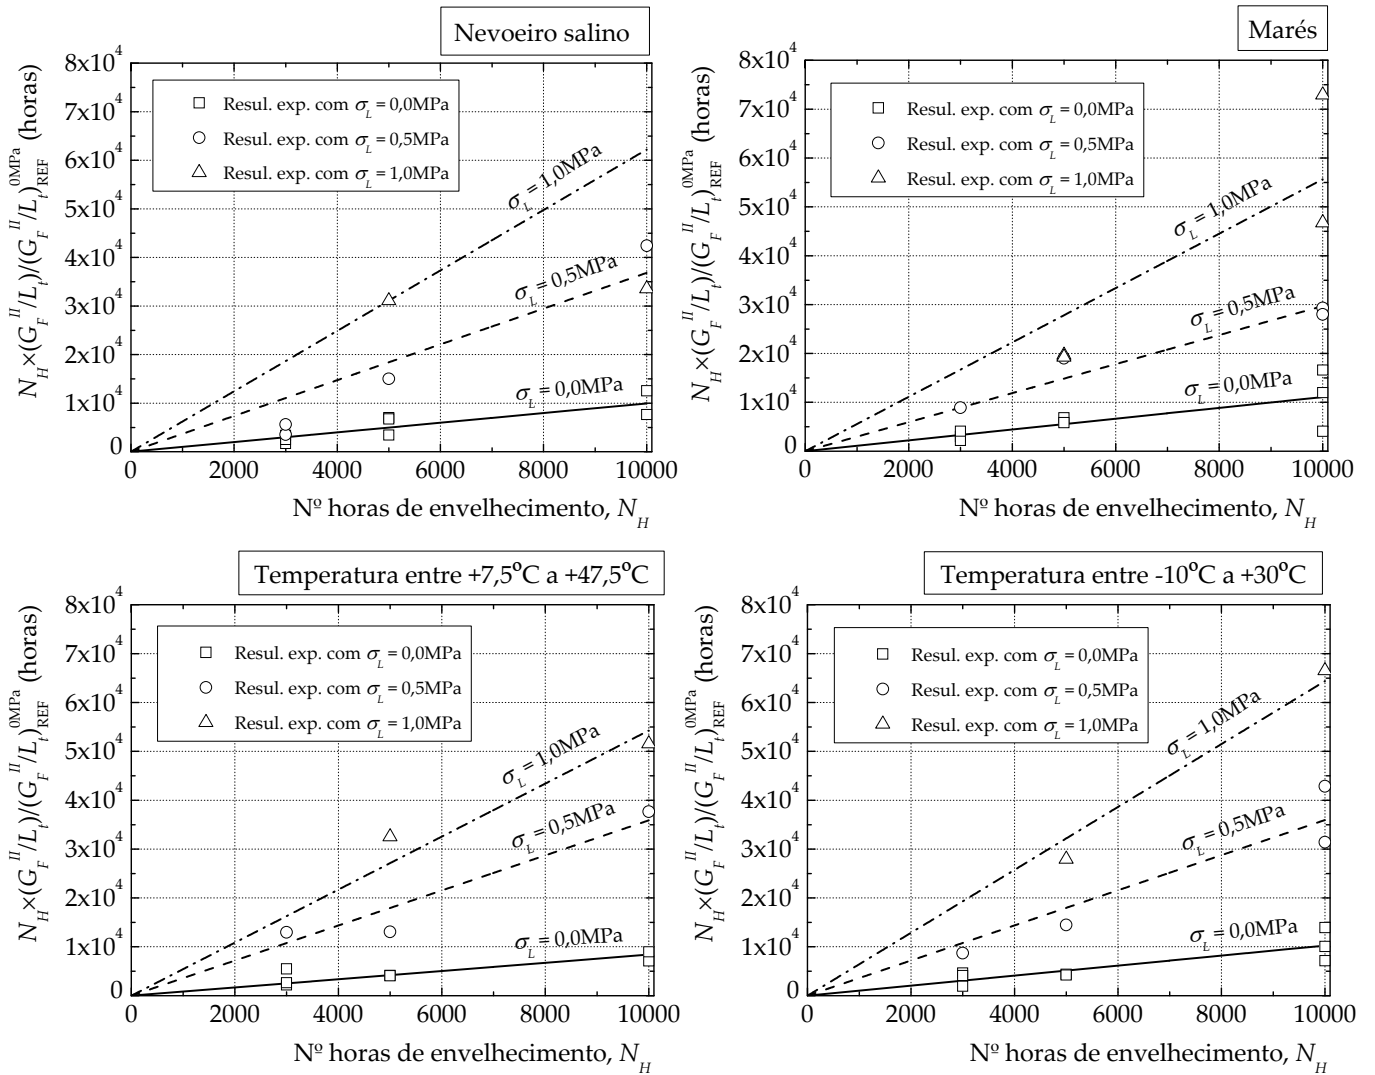 Nevoeiro salino
8x10^4
7x10^4
6x10^4
5x10^4
4x10^4
3x10^4
2x10^4
1x10^4
0
N_H×(G_F^II/L_t)/(G_F^II/L_t)_REF^0MPa (horas)
Resul. exp. com σ_L = 0,0MPa
Resul. exp. com σ_L = 0,5MPa
Resul. exp. com σ_L = 1,0MPa
σ_L = 1,0MPa
σ_L = 0,5MPa
σ_L = 0,0MPa
0 2000 4000 6000 8000 10000
Nº horas de envelhecimento, N_H
Marés
8x10^4
7x10^4
6x10^4
5x10^4
4x10^4
3x10^4
2x10^4
1x10^4
0
N_H×(G_F^II/L_t)/(G_F^II/L_t)_REF^0MPa (horas)
Resul. exp. com σ_L = 0,0MPa
Resul. exp. com σ_L = 0,5MPa
Resul. exp. com σ_L = 1,0MPa
σ_L = 1,0MPa
σ_L = 0,5MPa
σ_L = 0,0MPa
0 2000 4000 6000 8000 10000
Nº horas de envelhecimento, N_H
Temperatura entre +7,5ºC a +47,5ºC
8x10^4
7x10^4
6x10^4
5x10^4
4x10^4
3x10^4
2x10^4
1x10^4
0
N_H×(G_F^II/L_t)/(G_F^II/L_t)_REF^0MPa (horas)
Resul. exp. com σ_L = 0,0MPa
Resul. exp. com σ_L = 0,5MPa
Resul. exp. com σ_L = 1,0MPa
σ_L = 1,0MPa
σ_L = 0,5MPa
σ_L = 0,0MPa
0 2000 4000 6000 8000 10000
Nº horas de envelhecimento, N_H
Temperatura entre -10ºC a +30ºC
8x10^4
7x10^4
6x10^4
5x10^4
4x10^4
3x10^4
2x10^4
1x10^4
0
N_H×(G_F^II/L_t)/(G_F^II/L_t)_REF^0MPa (horas)
Resul. exp. com σ_L = 0,0MPa
Resul. exp. com σ_L = 0,5MPa
Resul. exp. com σ_L = 1,0MPa
σ_L = 1,0MPa
σ_L = 0,5MPa
σ_L = 0,0MPa
0 2000 4000 6000 8000 10000
Nº horas de envelhecimento, N_H